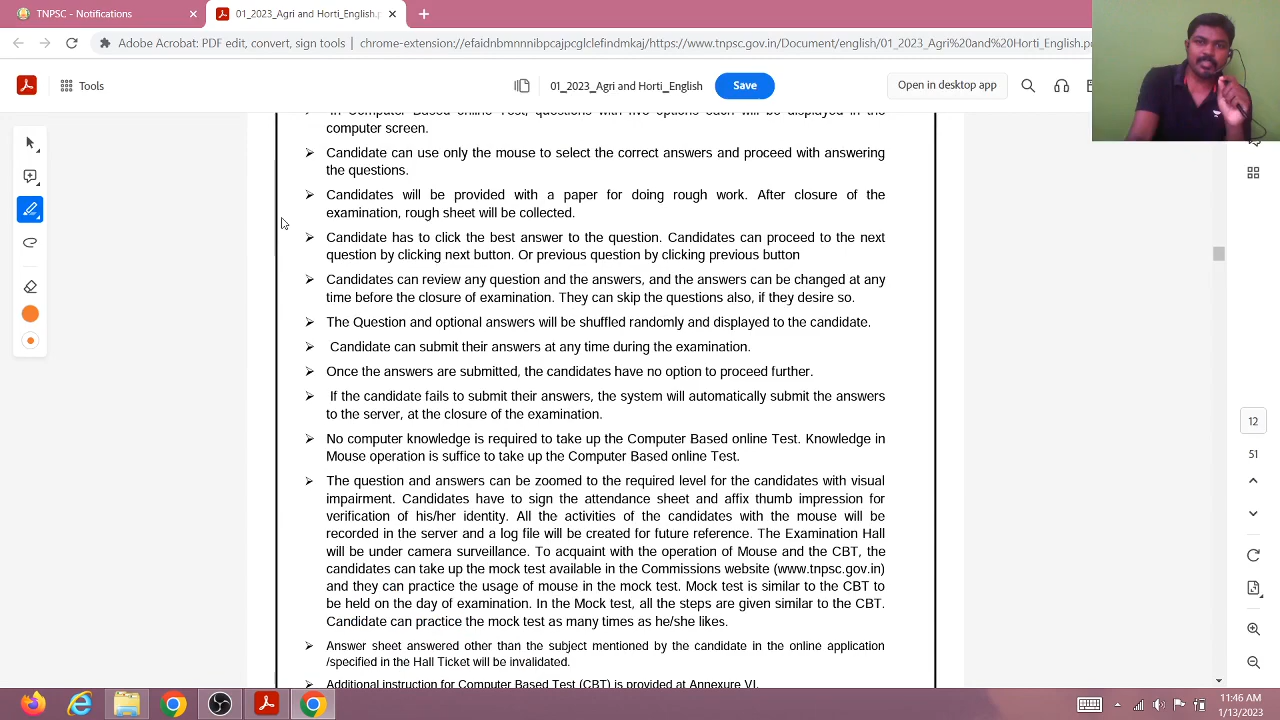 TNPSC - Notifications
01_2023_Agri and Horti_English.p
Adobe Acrobat: PDF edit, convert, sign tools | chrome-extension://efaidnbmnnnibpcajpcglclefindmkaj/https://www.tnpsc.gov.in/Document/english/01_2023_Agri%20and%20Horti_English.pd
Tools
01_2023_Agri and Horti_English
Save
Open in desktop app
In Computer Based online Test, questions with five options each will be displayed in the
computer screen.
Candidate can use only the mouse to select the correct answers and proceed with answering
the questions.
Candidates will be provided with a paper for doing rough work. After closure of the
examination, rough sheet will be collected.
Candidate has to click the best answer to the question. Candidates can proceed to the next
question by clicking next button. Or previous question by clicking previous button
Candidates can review any question and the answers, and the answers can be changed at any
time before the closure of examination. They can skip the questions also, if they desire so.
The Question and optional answers will be shuffled randomly and displayed to the candidate.
Candidate can submit their answers at any time during the examination.
Once the answers are submitted, the candidates have no option to proceed further.
If the candidate fails to submit their answers, the system will automatically submit the answers
to the server, at the closure of the examination.
No computer knowledge is required to take up the Computer Based online Test. Knowledge in
Mouse operation is suffice to take up the Computer Based online Test.
The question and answers can be zoomed to the required level for the candidates with visual
impairment. Candidates have to sign the attendance sheet and affix thumb impression for
verification of his/her identity. All the activities of the candidates with the mouse will be
recorded in the server and a log file will be created for future reference. The Examination Hall
will be under camera surveillance. To acquaint with the operation of Mouse and the CBT, the
candidates can take up the mock test available in the Commissions website (www.tnpsc.gov.in)
and they can practice the usage of mouse in the mock test. Mock test is similar to the CBT to
be held on the day of examination. In the Mock test, all the steps are given similar to the CBT.
Candidate can practice the mock test as many times as he/she likes.
Answer sheet answered other than the subject mentioned by the candidate in the online application
/specified in the Hall Ticket will be invalidated.
Additional instruction for Computer Based Test (CBT) is provided at Annexure VI.
12
51
11:46 AM
1/13/2023